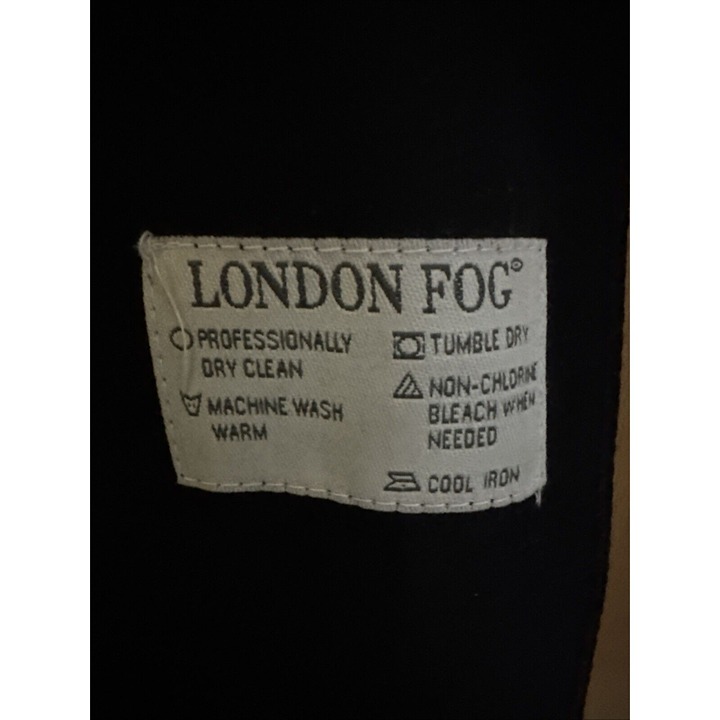 LONDON FOG®
PROFESSIONALLY
DRY CLEAN
MACHINE WASH
WARM
TUMBLE DRY
NON-CHLORINE
BLEACH WHEN
NEEDED
COOL IRON